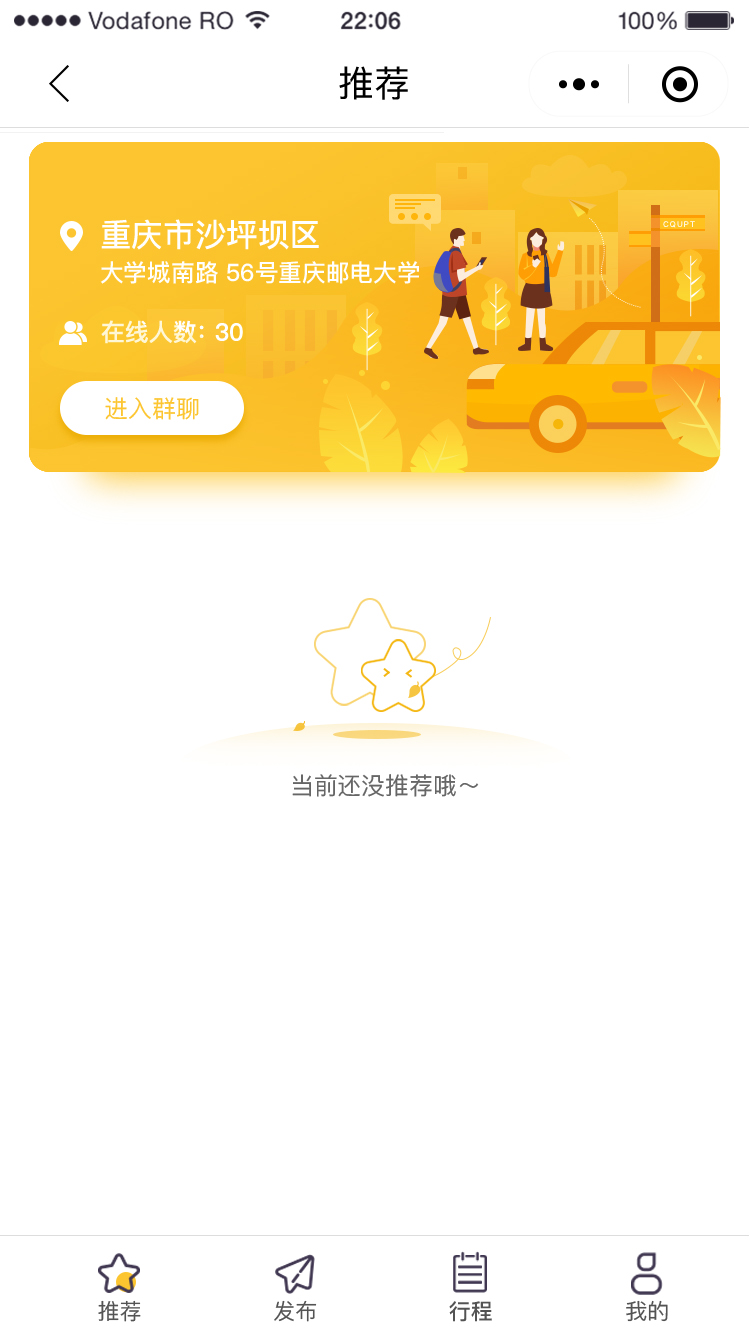 Vodafone RO 22:06 100%
推荐
重庆市沙坪坝区
大学城南路 56号重庆邮电大学
CQUPT
在线人数：30
进入群聊
当前还没推荐哦～
推荐 发布 行程 我的